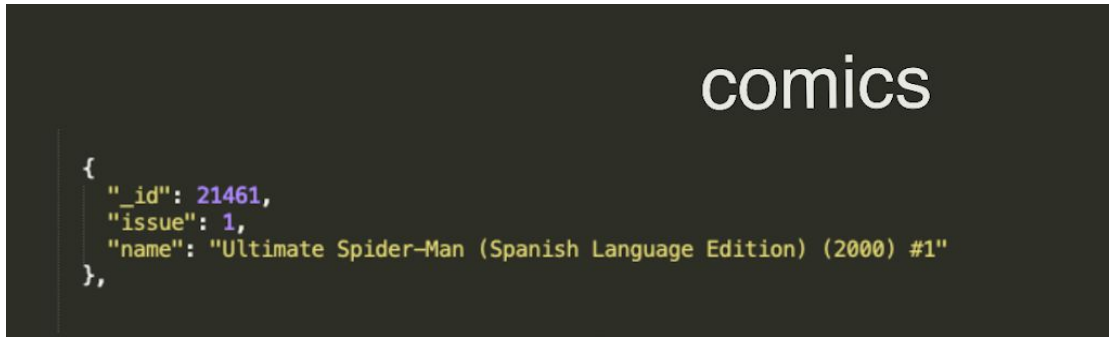 comics
{
"_id": 21461,
"issue": 1,
"name": "Ultimate Spider-Man (Spanish Language Edition) (2000) #1"
},